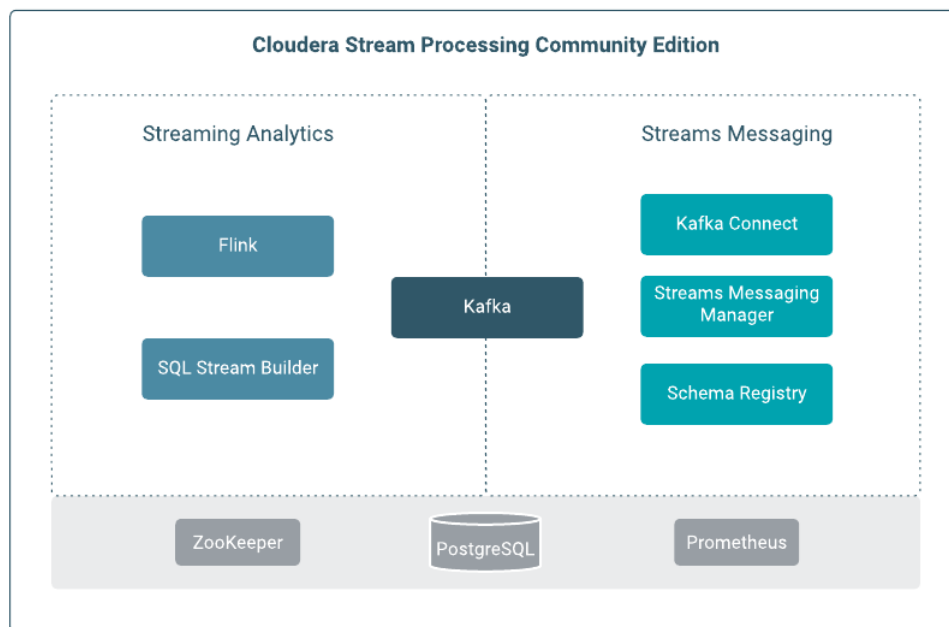 Cloudera Stream Processing Community Edition
Streaming Analytics
Streams Messaging
Flink
SQL Stream Builder
Kafka
Kafka Connect
Streams Messaging
Manager
Schema Registry
ZooKeeper
PostgreSQL
Prometheus